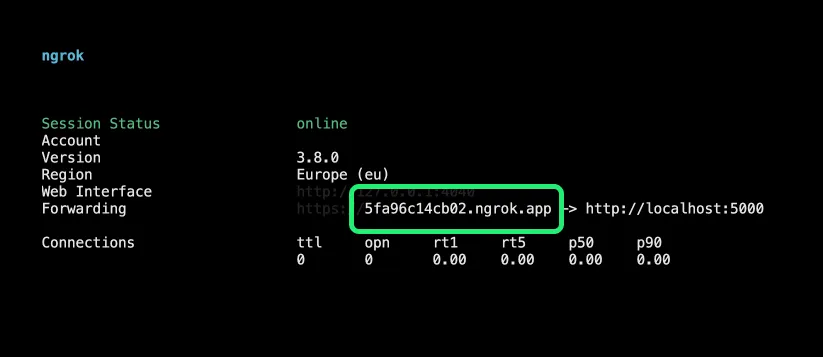 ngrok
Session Status online
Account
Version 3.8.0
Region Europe (eu)
Web Interface http://127.0.0.1:4040
Forwarding https://5fa96c14cb02.ngrok.app -> http://localhost:5000
Connections ttl opn rt1 rt5 p50 p90
0 0 0.00 0.00 0.00 0.00